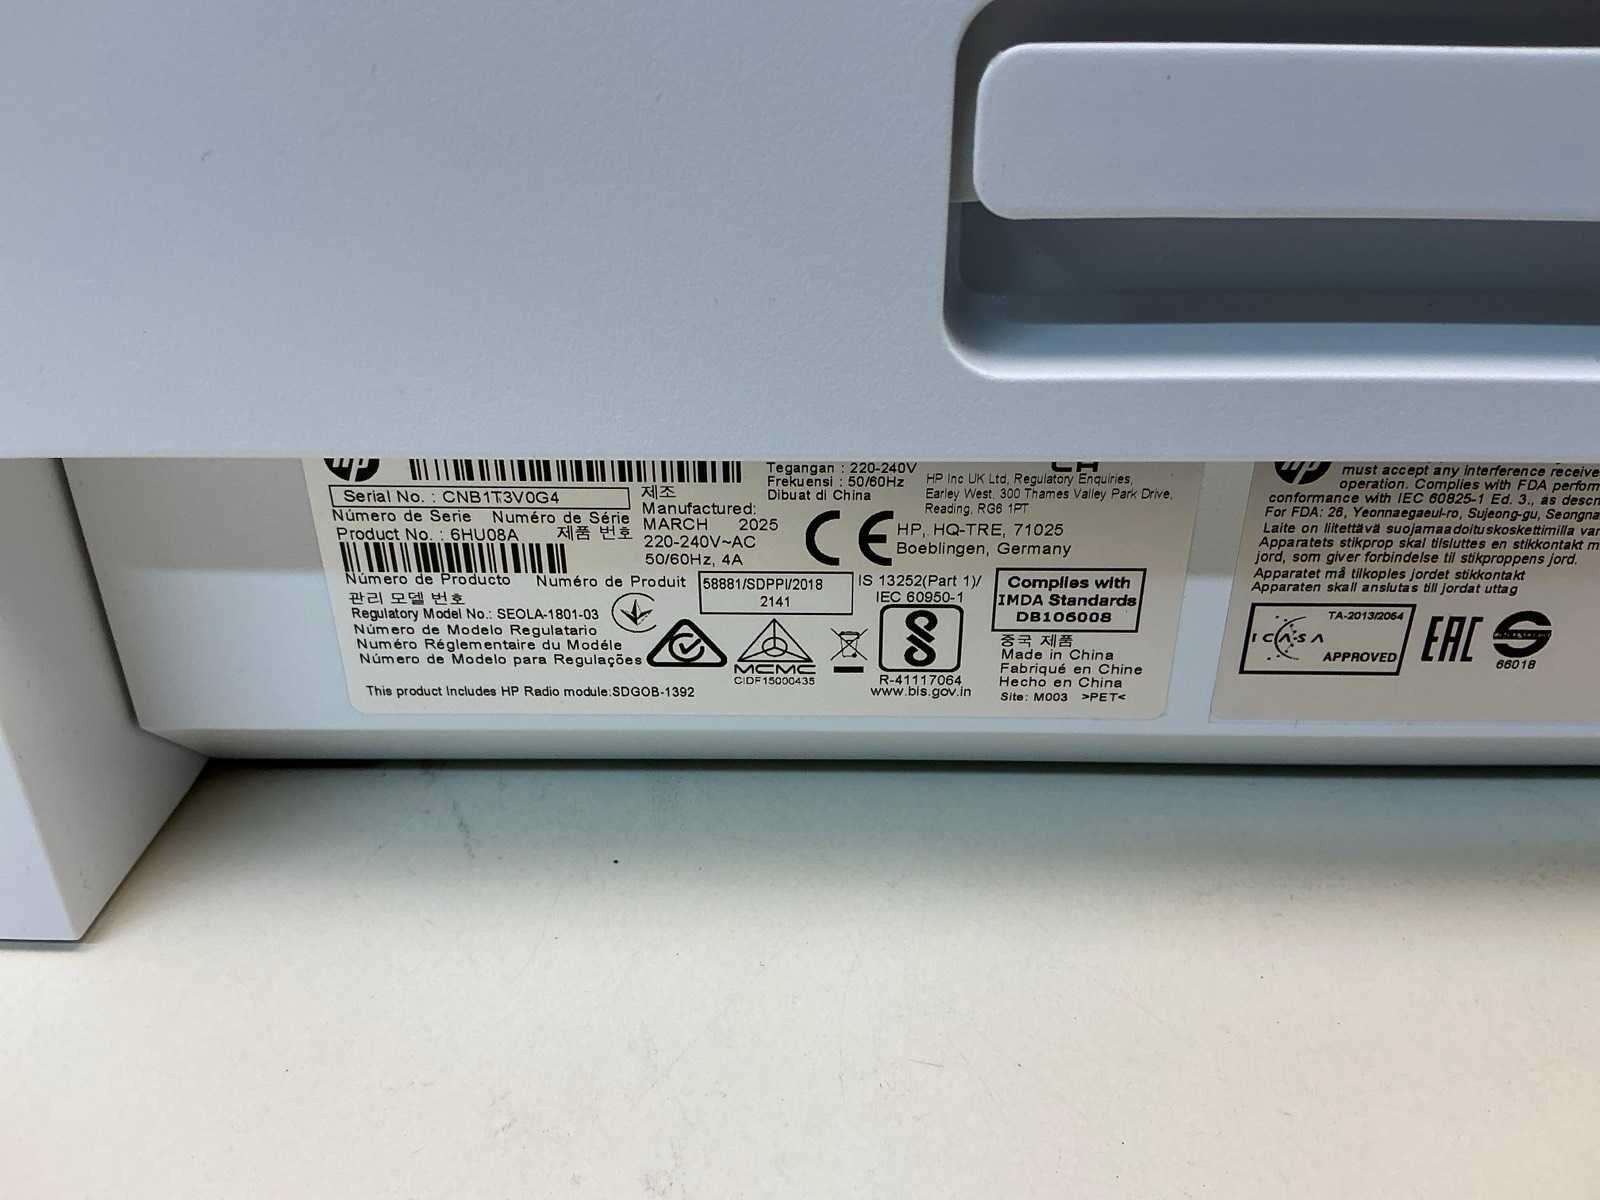 hp
Serial No. : CNB1T3V0G4
Número de Serie Numéro de Série
Product No. : 6HU08A 제품 번호
Número de Producto Numéro de Produit
관리 모델 번호
Regulatory Model No.: SEOLA-1801-03
Número de Modelo Regulatario
Numéro Réglementaire du Modéle
Número de Modelo para Regulações
This product includes HP Radio module:SDGOB-1392
제조
Manufactured:
MARCH 2025
220-240V~AC
50/60Hz, 4A
58881/SDPPI/2018
2141
MCMC
CIDF15000435
Tegangan : 220-240V
Frekuensi : 50/60Hz
Dibuat di China
HP Inc UK Ltd, Regulatory Enquiries,
Earley West, 300 Thames Valley Park Drive,
Reading, RG6 1PT
CE HP, HQ-TRE, 71025
Boeblingen, Germany
IS 13252(Part 1)/
IEC 60950-1
R-41117064
www.bis.gov.in
Complies with
IMDA Standards
DB106008
중국 제품
Made in China
Fabriqué en Chine
Hecho en China
Site: M003 >PET<
hp
must accept any interference receive
operation. Complies with FDA perform
conformance with IEC 60825-1 Ed. 3., as descr
For FDA: 26, Yeonnaegaeul-ro, Sujeong-gu, Seongna
Laite on liitettävä suojamaadoituskoskettimilla var
Apparatets stikprop skal tilsluttes en stikkontakt m
jord, som giver forbindelse til stikproppens jord.
Apparatet må tilkoples jordet stikkontakt
Apparaten skall anslutas till jordat uttag
TA-2013/2064
ICASA
APPROVED
EAC
66018